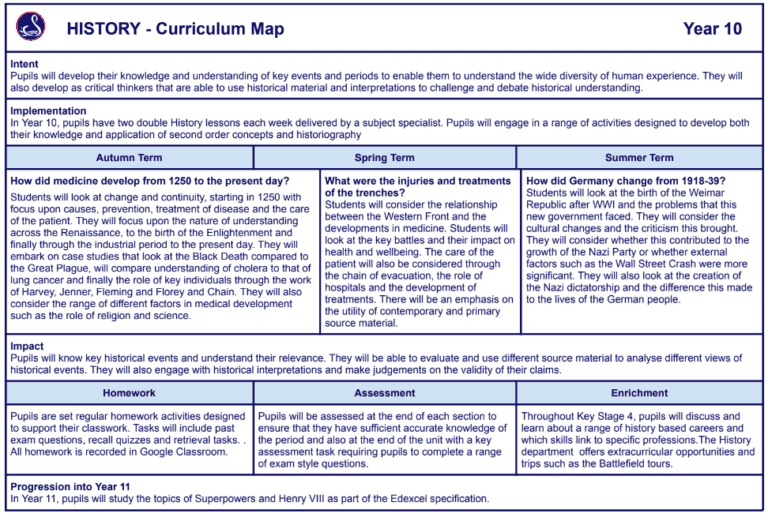 HISTORY - Curriculum Map
Year 10
Intent
Pupils will develop their knowledge and understanding of key events and periods to enable them to understand the wide diversity of human experience. They will
also develop as critical thinkers that are able to use historical material and interpretations to challenge and debate historical understanding.
Implementation
In Year 10, pupils have two double History lessons each week delivered by a subject specialist. Pupils will engage in a range of activities designed to develop both
their knowledge and application of second order concepts and historiography
Autumn Term
Spring Term
Summer Term
How did medicine develop from 1250 to the present day?
Students will look at change and continuity, starting in 1250 with
focus upon causes, prevention, treatment of disease and the care
of the patient. They will focus upon the nature of understanding
across the Renaissance, to the birth of the Enlightenment and
finally through the industrial period to the present day. They will
embark on case studies that look at the Black Death compared to
the Great Plague, will compare understanding of cholera to that of
lung cancer and finally the role of key individuals through the work
of Harvey, Jenner, Fleming and Florey and Chain. They will also
consider the range of different factors in medical development
such as the role of religion and science.
What were the injuries and treatments
of the trenches?
Students will consider the relationship
between the Western Front and the
developments in medicine. Students will
look at the key battles and their impact on
health and wellbeing. The care of the
patient will also be considered through
the chain of evacuation, the role of
hospitals and the development of
treatments. There will be an emphasis on
the utility of contemporary and primary
source material.
How did Germany change from 1918-39?
Students will look at the birth of the Weimar
Republic after WWI and the problems that this
new government faced. They will consider the
cultural changes and the criticism this brought.
They will consider whether this contributed to the
growth of the Nazi Party or whether external
factors such as the Wall Street Crash were more
significant. They will also look at the creation of
the Nazi dictatorship and the difference this made
to the lives of the German people.
Impact
Pupils will know key historical events and understand their relevance. They will be able to evaluate and use different source material to analyse different views of
historical events. They will also engage with historical interpretations and make judgements on the validity of their claims.
Homework
Assessment
Enrichment
Pupils are set regular homework activities designed
to support their classwork. Tasks will include past
exam questions, recall quizzes and retrieval tasks. .
All homework is recorded in Google Classroom.
Pupils will be assessed at the end of each section to
ensure that they have sufficient accurate knowledge of
the period and also at the end of the unit with a key
assessment task requiring pupils to complete a range
of exam style questions.
Throughout Key Stage 4, pupils will discuss and
learn about a range of history based careers and
which skills link to specific professions.The History
department  offers extracurricular opportunities and
trips such as the Battlefield tours.
Progression into Year 11
In Year 11, pupils will study the topics of Superpowers and Henry VIII as part of the Edexcel specification.